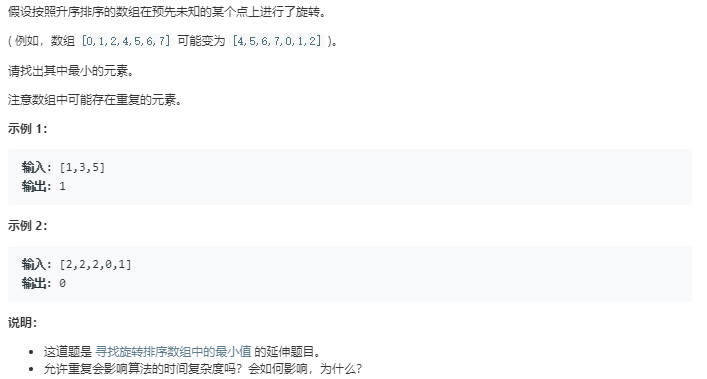 假设按照升序排序的数组在预先未知的某个点上进行了旋转。
( 例如，数组 [0,1,2,4,5,6,7] 可能变为 [4,5,6,7,0,1,2] )。
请找出其中最小的元素。
注意数组中可能存在重复的元素。
示例 1：
输入: [1,3,5]
输出: 1
示例 2：
输入: [2,2,2,0,1]
输出: 0
说明：
• 这道题是 寻找旋转排序数组中的最小值 的延伸题目。
• 允许重复会影响算法的时间复杂度吗？会如何影响，为什么？